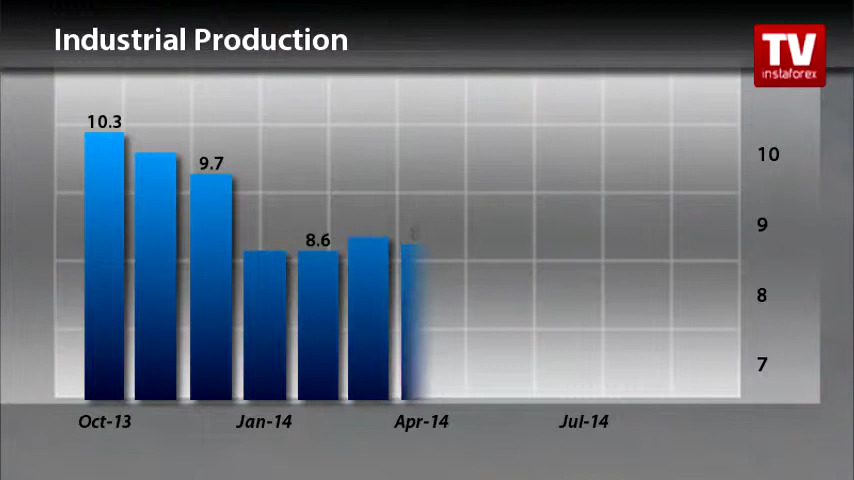 Industrial Production
TV
instaforex
10.3
9.7
8.6
10
9
8
7
Oct-13
Jan-14
Apr-14
Jul-14